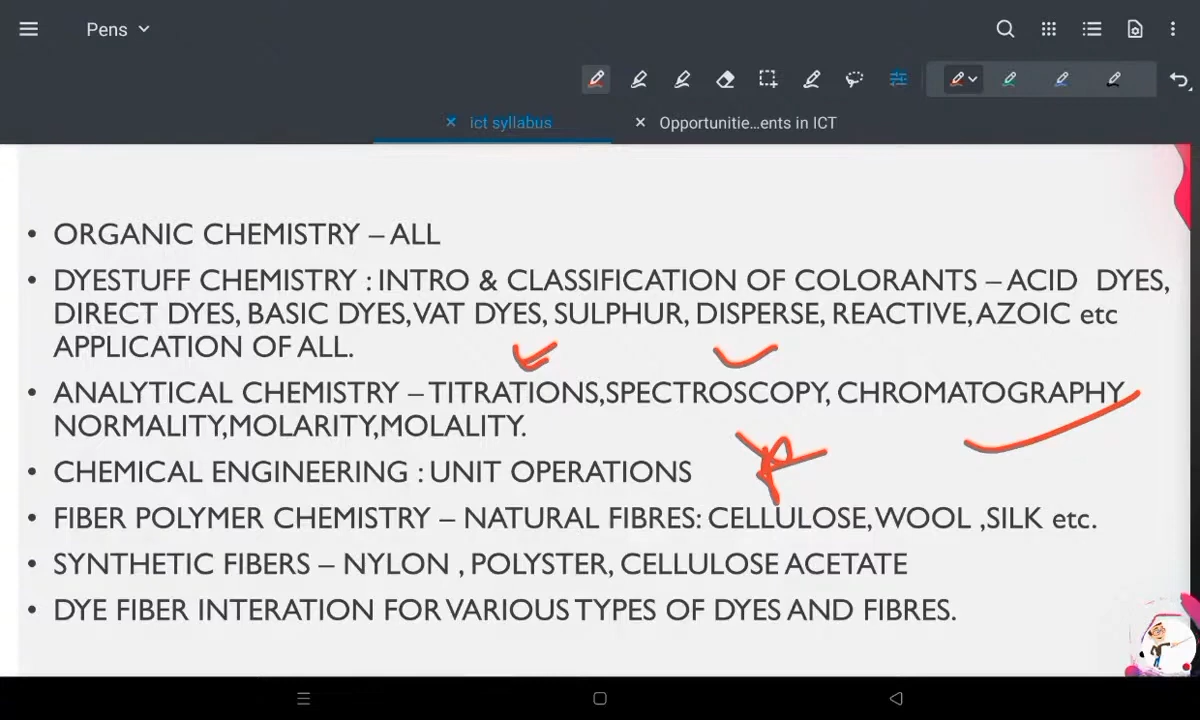 Pens
ict syllabus
Opportunitie...ents in ICT
• ORGANIC CHEMISTRY – ALL
• DYESTUFF CHEMISTRY : INTRO & CLASSIFICATION OF COLORANTS – ACID DYES,
DIRECT DYES, BASIC DYES, VAT DYES, SULPHUR, DISPERSE, REACTIVE, AZOIC etc
APPLICATION OF ALL.
• ANALYTICAL CHEMISTRY – TITRATIONS,SPECTROSCOPY, CHROMATOGRAPHY
NORMALITY,MOLARITY,MOLALITY.
• CHEMICAL ENGINEERING : UNIT OPERATIONS
• FIBER POLYMER CHEMISTRY – NATURAL FIBRES: CELLULOSE, WOOL ,SILK etc.
• SYNTHETIC FIBERS – NYLON , POLYSTER, CELLULOSE ACETATE
• DYE FIBER INTERATION FOR VARIOUS TYPES OF DYES AND FIBRES.